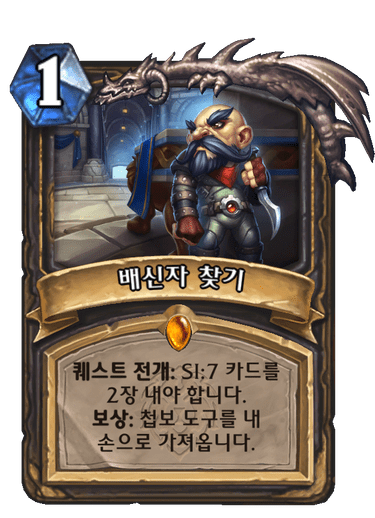 1
배신자 찾기
퀘스트 전개: SI:7 카드를
2장 내야 합니다.
보상: 첩보 도구를 내
손으로 가져옵니다.